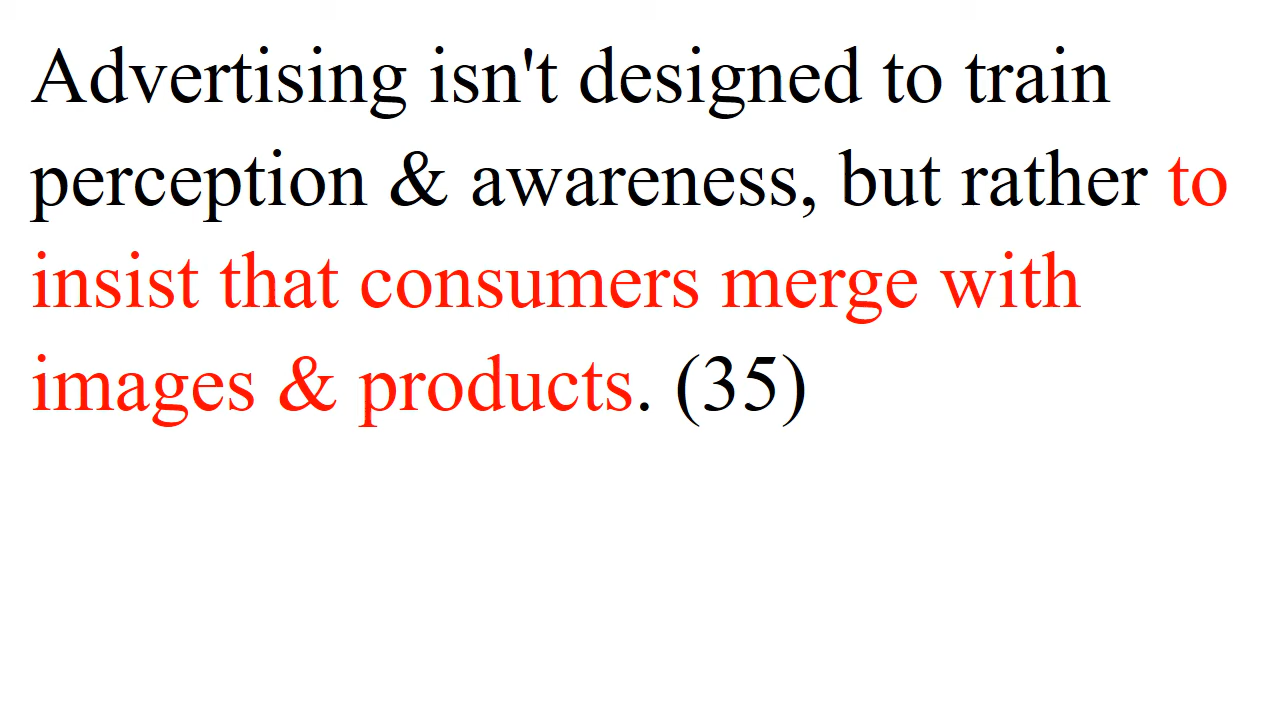 Advertising isn't designed to train
perception & awareness, but rather to
insist that consumers merge with
images & products. (35)